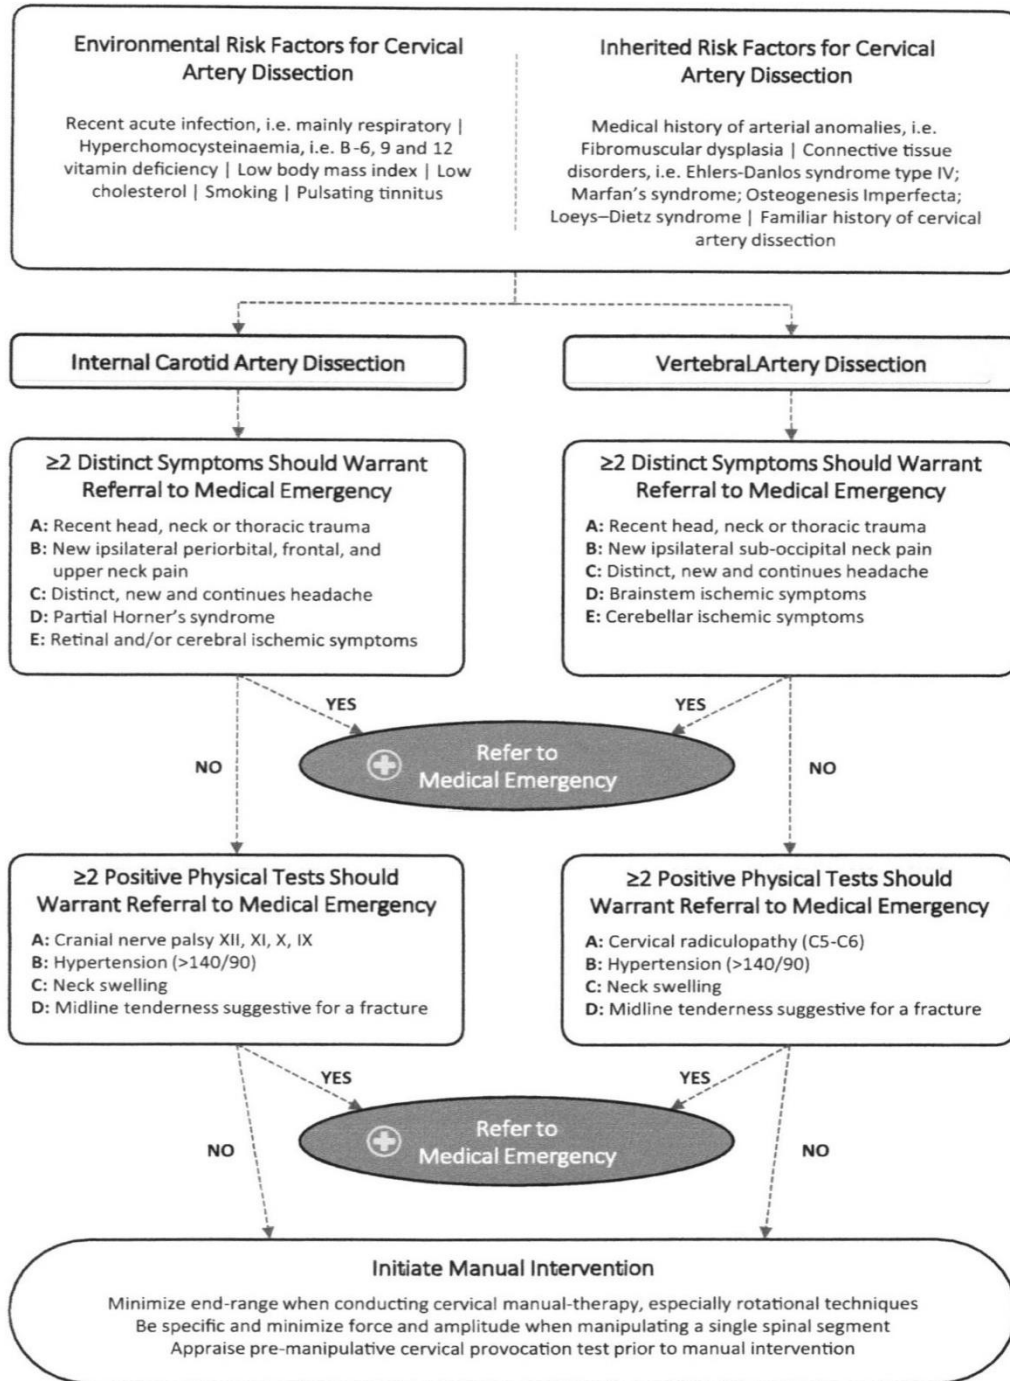 Environmental Risk Factors for Cervical
Artery Dissection
Recent acute infection, i.e. mainly respiratory |
Hyperchomocysteinaemia, i.e. B-6, 9 and 12
vitamin deficiency | Low body mass index | Low
cholesterol | Smoking | Pulsating tinnitus
Inherited Risk Factors for Cervical
Artery Dissection
Medical history of arterial anomalies, i.e.
Fibromuscular dysplasia | Connective tissue
disorders, i.e. Ehlers-Danlos syndrome type IV;
Marfan's syndrome; Osteogenesis Imperfecta;
Loeys–Dietz syndrome | Familiar history of cervical
artery dissection
Internal Carotid Artery Dissection
Vertebral Artery Dissection
≥2 Distinct Symptoms Should Warrant
Referral to Medical Emergency
A: Recent head, neck or thoracic trauma
B: New ipsilateral periorbital, frontal, and
upper neck pain
C: Distinct, new and continues headache
D: Partial Horner's syndrome
E: Retinal and/or cerebral ischemic symptoms
≥2 Distinct Symptoms Should Warrant
Referral to Medical Emergency
A: Recent head, neck or thoracic trauma
B: New ipsilateral sub-occipital neck pain
C: Distinct, new and continues headache
D: Brainstem ischemic symptoms
E: Cerebellar ischemic symptoms
YES
YES
Refer to
Medical Emergency
NO
NO
≥2 Positive Physical Tests Should
Warrant Referral to Medical Emergency
A: Cranial nerve palsy XII, XI, X, IX
B: Hypertension (>140/90)
C: Neck swelling
D: Midline tenderness suggestive for a fracture
≥2 Positive Physical Tests Should
Warrant Referral to Medical Emergency
A: Cervical radiculopathy (C5-C6)
B: Hypertension (>140/90)
C: Neck swelling
D: Midline tenderness suggestive for a fracture
YES
YES
Refer to
Medical Emergency
NO
NO
Initiate Manual Intervention
Minimize end-range when conducting cervical manual-therapy, especially rotational techniques
Be specific and minimize force and amplitude when manipulating a single spinal segment
Appraise pre-manipulative cervical provocation test prior to manual intervention